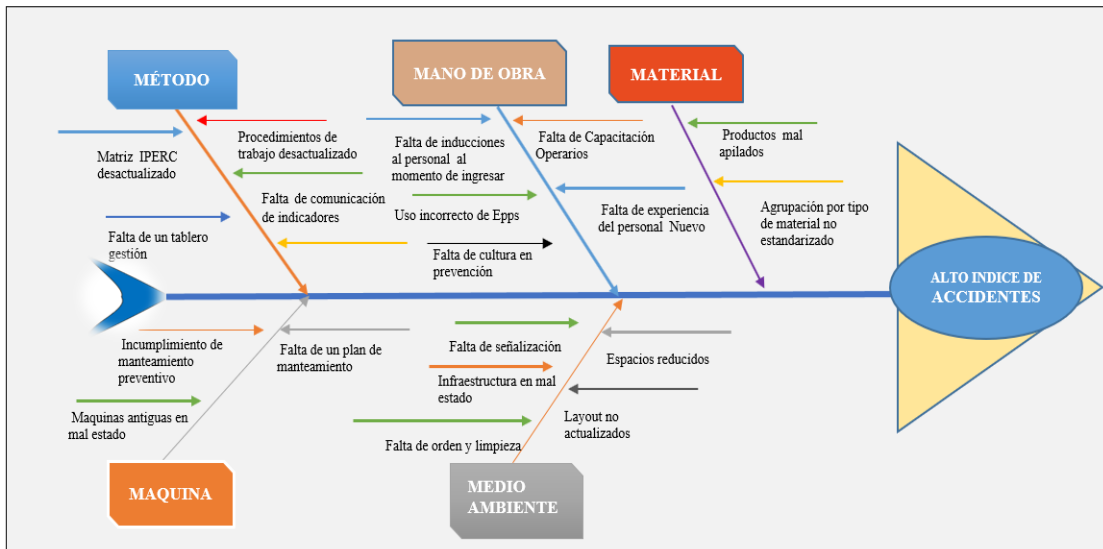 MÉTODO
MANO DE OBRA
MATERIAL
Procedimientos de
trabajo desactualizado
Matriz IPERC
desactualizado
Falta de comunicación
de indicadores
Falta de un tablero
gestión
Falta de inducciones
al personal al
momento de ingresar
Falta de Capacitación
Operarios
Uso incorrecto de Epps
Falta de experiencia
del personal Nuevo
Falta de cultura en
prevención
Productos mal
apilados
Agrupación por tipo
de material no
estandarizado
ALTO INDICE DE
ACCIDENTES
Incumplimiento de
manteamiento
preventivo
Falta de un plan de
manteamiento
Maquinas antiguas en
mal estado
Falta de señalización
Espacios reducidos
Infraestructura en mal
estado
Layout no
actualizados
Falta de orden y limpieza
MAQUINA
MEDIO
AMBIENTE